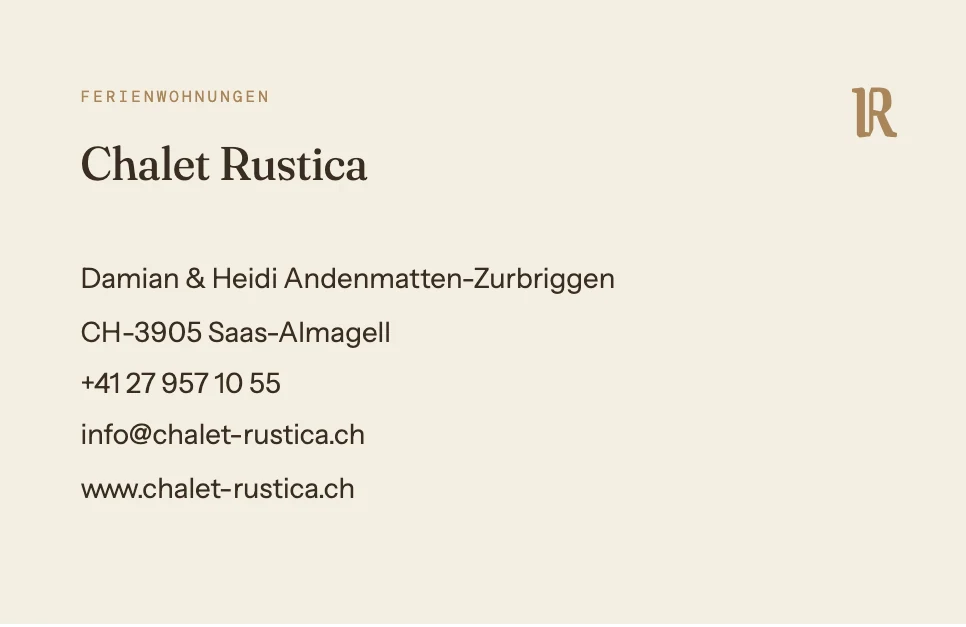 FERIENWOHNUNGEN
R
Chalet Rustica
Damian & Heidi Andenmatten-Zurbriggen
CH-3905 Saas-Almagell
+41 27 957 10 55
info@chalet-rustica.ch
www.chalet-rustica.ch